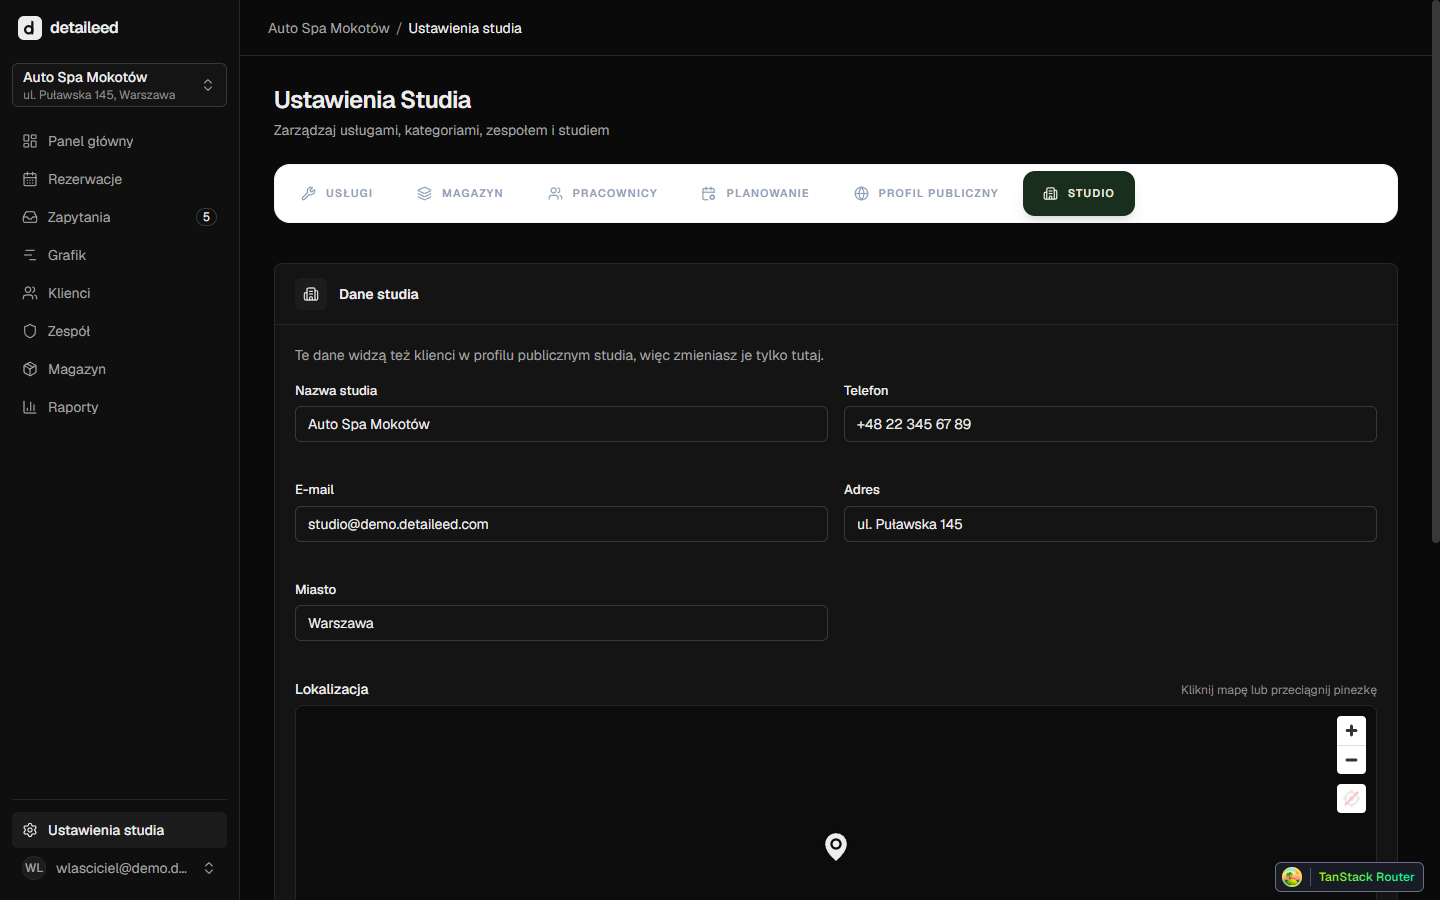 detaileed
Auto Spa Mokotów
ul. Puławska 145, Warszawa
Panel główny
Rezerwacje
Zapytania
5
Grafik
Klienci
Zespół
Magazyn
Raporty
Ustawienia studia
WL
wlasciciel@demo.d...
Auto Spa Mokotów / Ustawienia studia
Ustawienia Studia
Zarządzaj usługami, kategoriami, zespołem i studiem
USŁUGI
MAGAZYN
PRACOWNICY
PLANOWANIE
PROFIL PUBLICZNY
STUDIO
Dane studia
Te dane widzą też klienci w profilu publicznym studia, więc zmieniasz je tylko tutaj.
Nazwa studia
Auto Spa Mokotów
Telefon
+48 22 345 67 89
E-mail
studio@demo.detaileed.com
Adres
ul. Puławska 145
Miasto
Warszawa
Lokalizacja
Kliknij mapę lub przeciągnij pinezkę
TanStack Router